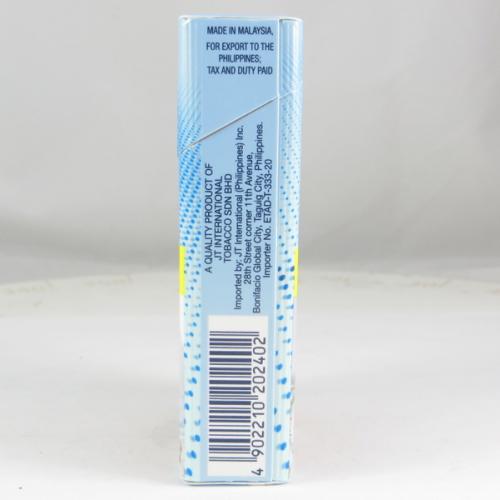 MADE IN MALAYSIA,
FOR EXPORT TO THE
PHILIPPINES;
TAX AND DUTY PAID
A QUALITY PRODUCT OF
JT INTERNATIONAL
TOBACCO SDN BHD
Imported by: JT International (Philippines) Inc.
28th Street corner 11th Avenue,
Bonifacio Global City, Taguig City, Philippines.
Importer No. ETAD-T-333-20
4 902210 202402